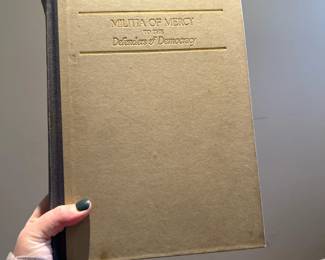 MILITIA OF MERCY
TO THE
Defenders of Democracy